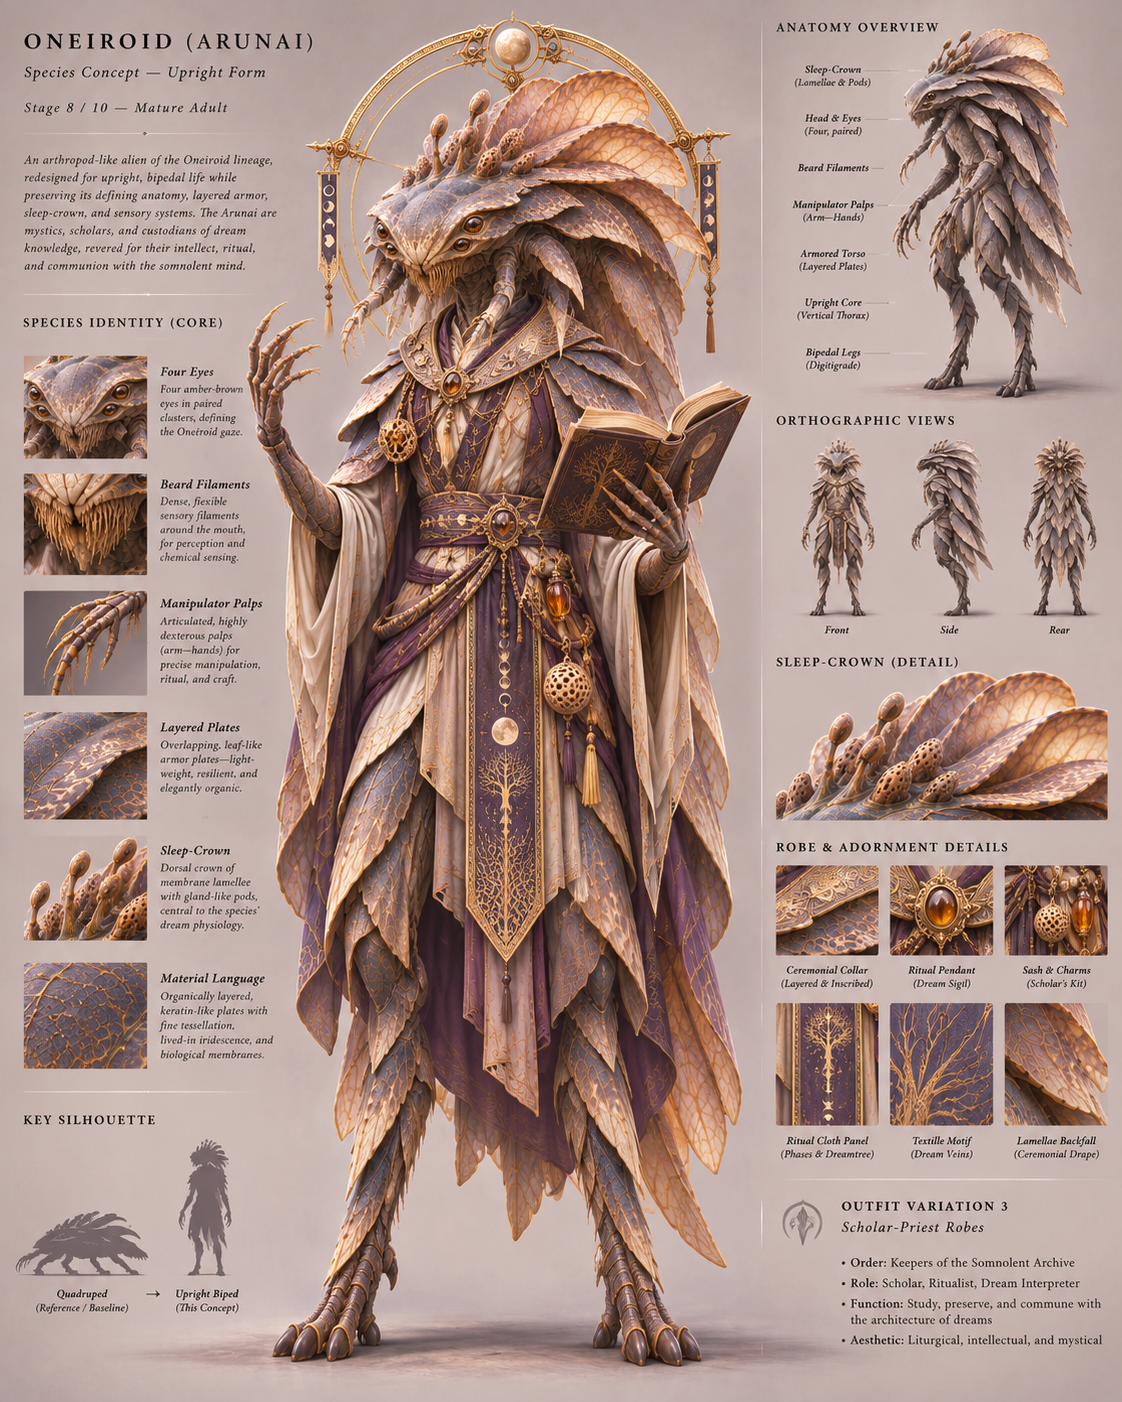 ONEIROID (ARUNAI)
Species Concept — Upright Form
Stage 8 / 10 — Mature Adult
An arthropod-like alien of the Oneiroid lineage,
redesigned for upright, bipedal life while
preserving its defining anatomy, layered armor,
sleep-crown, and sensory systems. The Arunai are
mystics, scholars, and custodians of dream
knowledge, revered for their intellect, ritual,
and communion with the somnolent mind.
SPECIES IDENTITY (CORE)
Four Eyes
Four amber-brown
eyes in paired
clusters, defining
the Oneiroid gaze.
Beard Filaments
Dense, flexible
sensory filaments
around the mouth,
for perception and
chemical sensing.
Manipulator Palps
Articulated, highly
dexterous palps
(arm—hands) for
precise manipulation,
ritual, and craft.
Layered Plates
Overlapping, leaf-like
armor plates—light-
weight, resilient, and
elegantly organic.
Sleep-Crown
Dorsal crown of
membrane lamellee
with gland-like pods,
central to the species'
dream physiology.
Material Language
Organically layered,
keratin-like plates with
fine tessellation,
lived-in iridescence, and
biological membranes.
KEY SILHOUETTE
Quadruped
(Reference / Baseline)
→
Upright Biped
(This Concept)
ANATOMY OVERVIEW
Sleep-Crown
(Lamellae & Pods)
Head & Eyes
(Four, paired)
Beard Filaments
Manipulator Palps
(Arm—Hands)
Armored Torso
(Layered Plates)
Upright Core
(Vertical Thorax)
Bipedal Legs
(Digitigrade)
ORTHOGRAPHIC VIEWS
Front
Side
Rear
SLEEP-CROWN (DETAIL)
ROBE & ADORNMENT DETAILS
Ceremonial Collar
(Layered & Inscribed)
Ritual Pendant
(Dream Sigil)
Sash & Charms
(Scholar's Kit)
Ritual Cloth Panel
(Phases & Dreamtree)
Textille Motif
(Dream Veins)
Lamellae Backfall
(Ceremonial Drape)
OUTFIT VARIATION 3
Scholar-Priest Robes
• Order: Keepers of the Somnolent Archive
• Role: Scholar, Ritualist, Dream Interpreter
• Function: Study, preserve, and commune with
the architecture of dreams
• Aesthetic: Liturgical, intellectual, and mystical